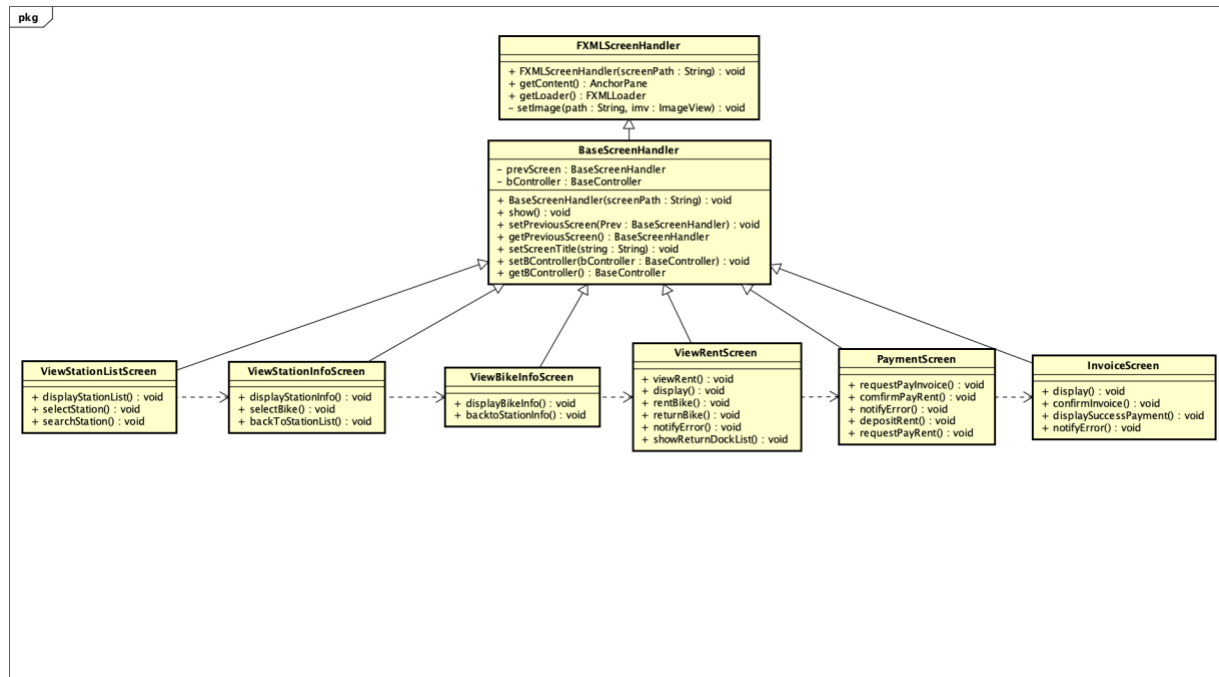 pkg
FXMLScreenHandler
+ FXMLScreenHandler(screenPath : String) : void
+ getContent() : AnchorPane
+ getLoader() : FXMLLoader
- setImage(path : String, imv : ImageView) : void
BaseScreenHandler
- prevScreen : BaseScreenHandler
- bController : BaseController
+ BaseScreenHandler(screenPath : String) : void
+ show() : void
+ setPreviousScreen(Prev : BaseScreenHandler) : void
+ getPreviousScreen() : BaseScreenHandler
+ setScreenTitle(string : String) : void
+ setBController(bController : BaseController) : void
+ getBController() : BaseController
ViewStationListScreen
+ displayStationList() : void
+ selectStation() : void
+ searchStation() : void
ViewStationInfoScreen
+ displayStationInfo() : void
+ selectBike() : void
+ backToStationList() : void
ViewBikeInfoScreen
+ displayBikeInfo() : void
+ backtoStationInfo() : void
ViewRentScreen
+ viewRent() : void
+ display() : void
+ rentBike() : void
+ returnBike() : void
+ notifyError() : void
+ showReturnDockList() : void
PaymentScreen
+ requestPayInvoice() : void
+ comfirmPayRent() : void
+ notifyError() : void
+ depositRent() : void
+ requestPayRent() : void
InvoiceScreen
+ display() : void
+ confirmInvoice() : void
+ displaySuccessPayment() : void
+ notifyError() : void